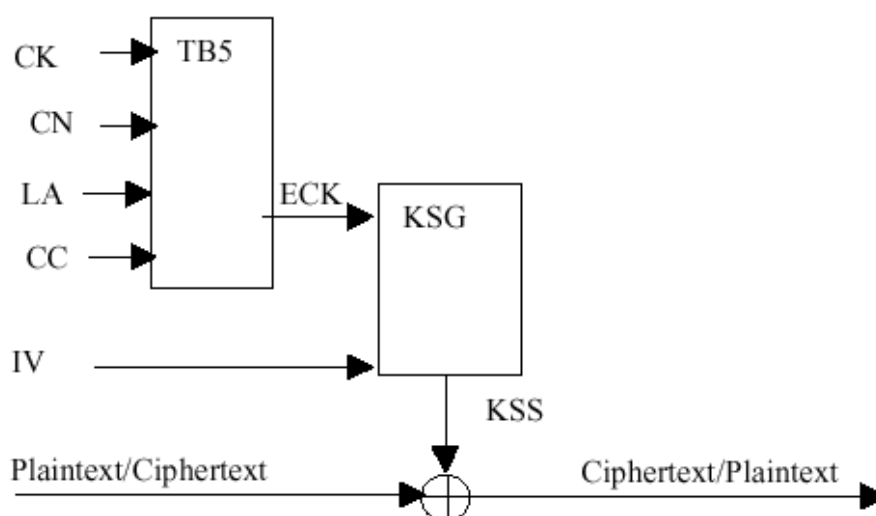 CK
TB5
CN
LA
ECK
KSG
CC
IV
KSS
Plaintext/Ciphertext
Ciphertext/Plaintext